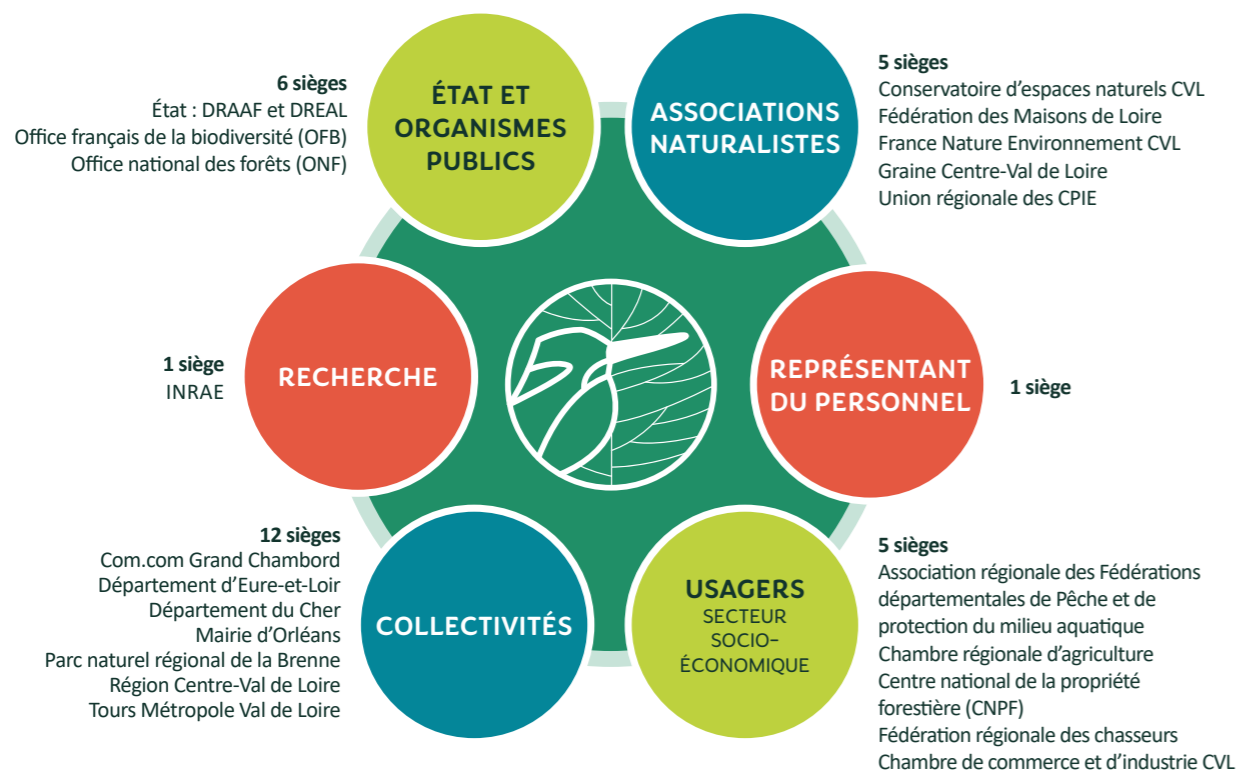 6 sièges
État : DRAAF et DREAL
Office français de la biodiversité (OFB)
Office national des forêts (ONF)
ÉTAT ET
ORGANISMES
PUBLICS
ASSOCIATIONS
NATURALISTES
5 sièges
Conservatoire d’espaces naturels CVL
Fédération des Maisons de Loire
France Nature Environnement CVL
Graine Centre-Val de Loire
Union régionale des CPIE
1 siège
INRAE
RECHERCHE
REPRÉSENTANT
DU PERSONNEL
1 siège
12 sièges
Com.com Grand Chambord
Département d’Eure-et-Loir
Département du Cher
Mairie d’Orléans
Parc naturel régional de la Brenne
Région Centre-Val de Loire
Tours Métropole Val de Loire
COLLECTIVITÉS
USAGERS
SECTEUR
SOCIO-
ÉCONOMIQUE
5 sièges
Association régionale des Fédérations
départementales de Pêche et de
protection du milieu aquatique
Chambre régionale d’agriculture
Centre national de la propriété
forestière (CNPF)
Fédération régionale des chasseurs
Chambre de commerce et d’industrie CVL